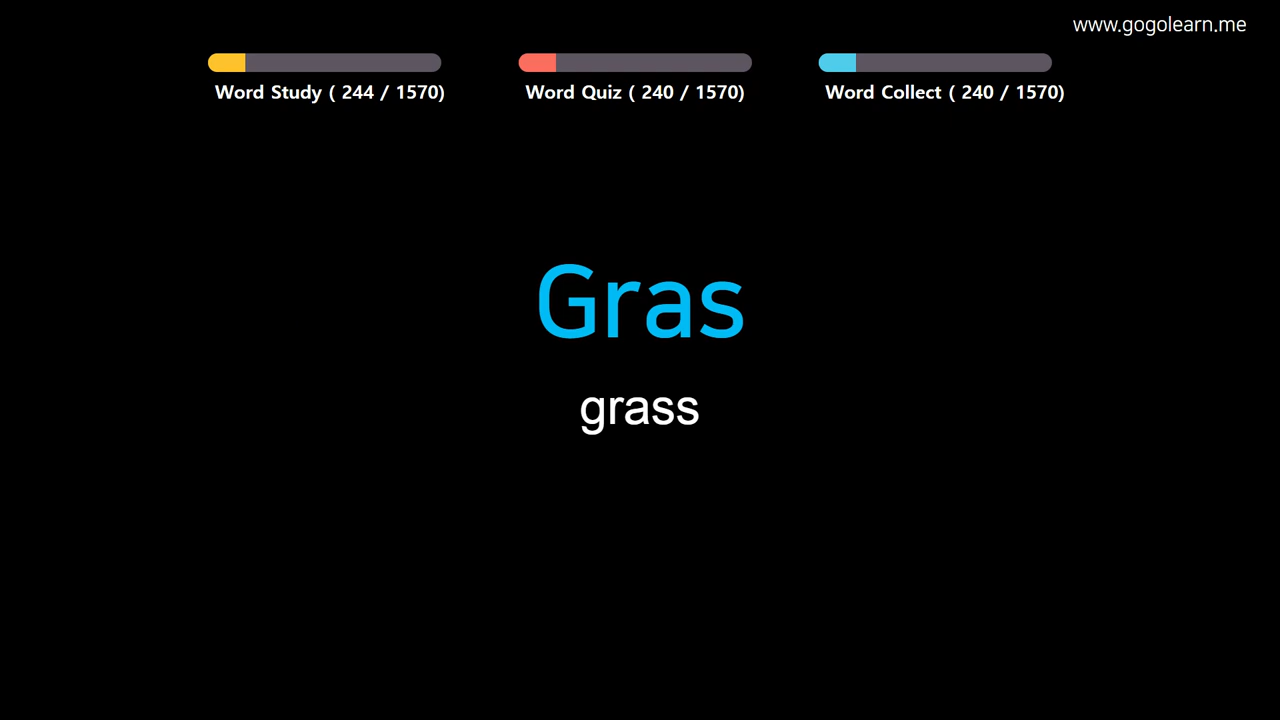 www.gogolearn.me
Word Study ( 244 / 1570)
Word Quiz ( 240 / 1570)
Word Collect ( 240 / 1570)
Gras
grass